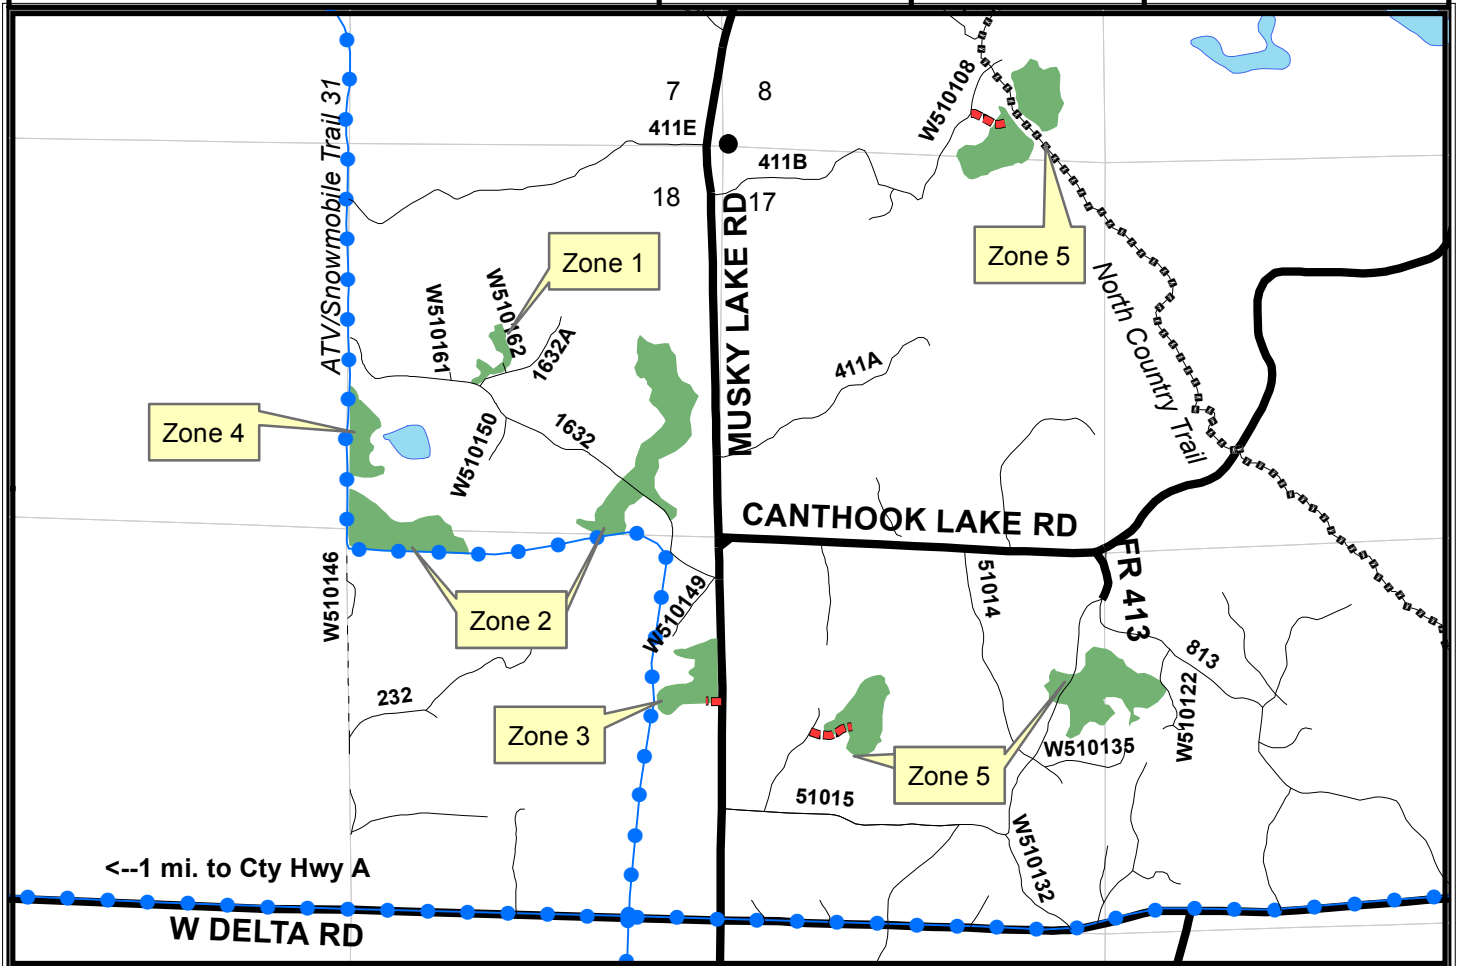 7
8
W510108
ATV/Snowmobile Trail 31
411E
411B
18
17
MUSKY LAKE RD
Zone 1
Zone 5
North Country Trail
W510161
W510162
1632A
411A
Zone 4
W510150
1632
CANTHOOK LAKE RD
FR 413
W510146
51014
W510149
Zone 2
813
232
W510122
Zone 3
W510135
Zone 5
51015
W510132
<--1 mi. to Cty Hwy A
W DELTA RD